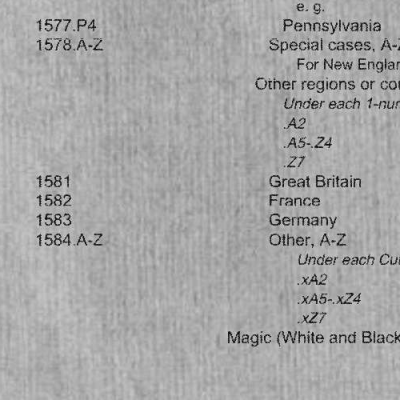 e. g.
1577.P4 Pennsylvania
1578.A-Z Special cases, A-Z
For New Englan
Other regions or cou
Under each 1-num
.A2
.A5-.Z4
.Z7
1581 Great Britain
1582 France
1583 Germany
1584.A-Z Other, A-Z
Under each Cut
.xA2
.xA5-.xZ4
.xZ7
Magic (White and Black